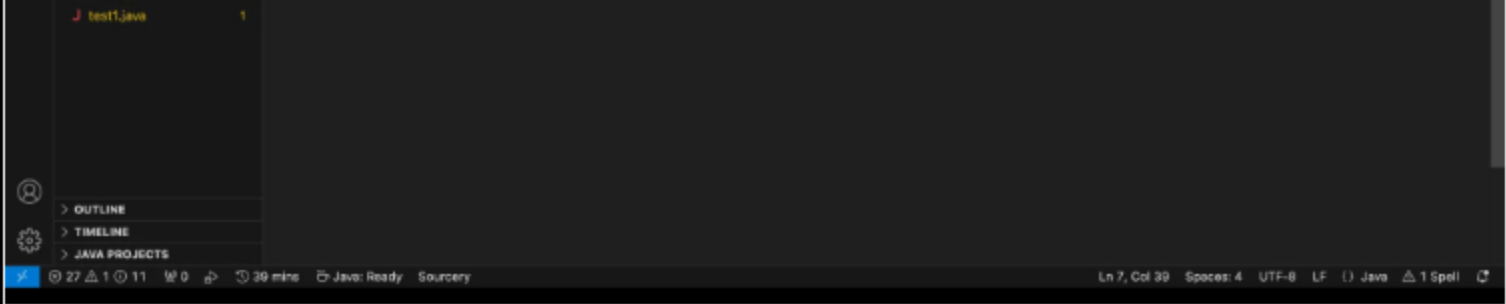 test1.java 1
OUTLINE
TIMELINE
JAVA PROJECTS
27 1 11 0 39 mins Java: Ready Sourcery Ln 7, Col 39 Spaces: 4 UTF-8 LF {} Java 1 Spell